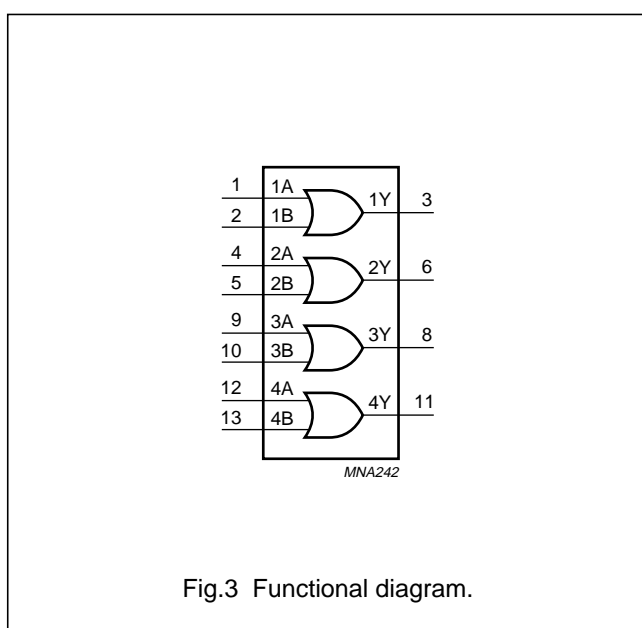 1 1A 1Y 3
2 1B
4 2A 2Y 6
5 2B
9 3A 3Y 8
10 3B
12 4A 4Y 11
13 4B
MNA242
Fig.3 Functional diagram.